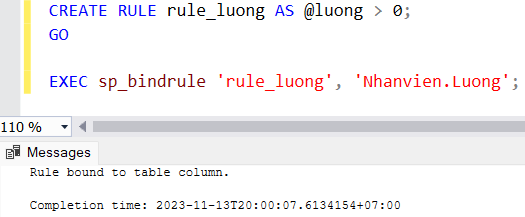 CREATE RULE rule_luong AS @luong > 0;
GO
EXEC sp_bindrule 'rule_luong', 'Nhanvien.Luong';
110 %
Messages
Rule bound to table column.
Completion time: 2023-11-13T20:00:07.6134154+07:00